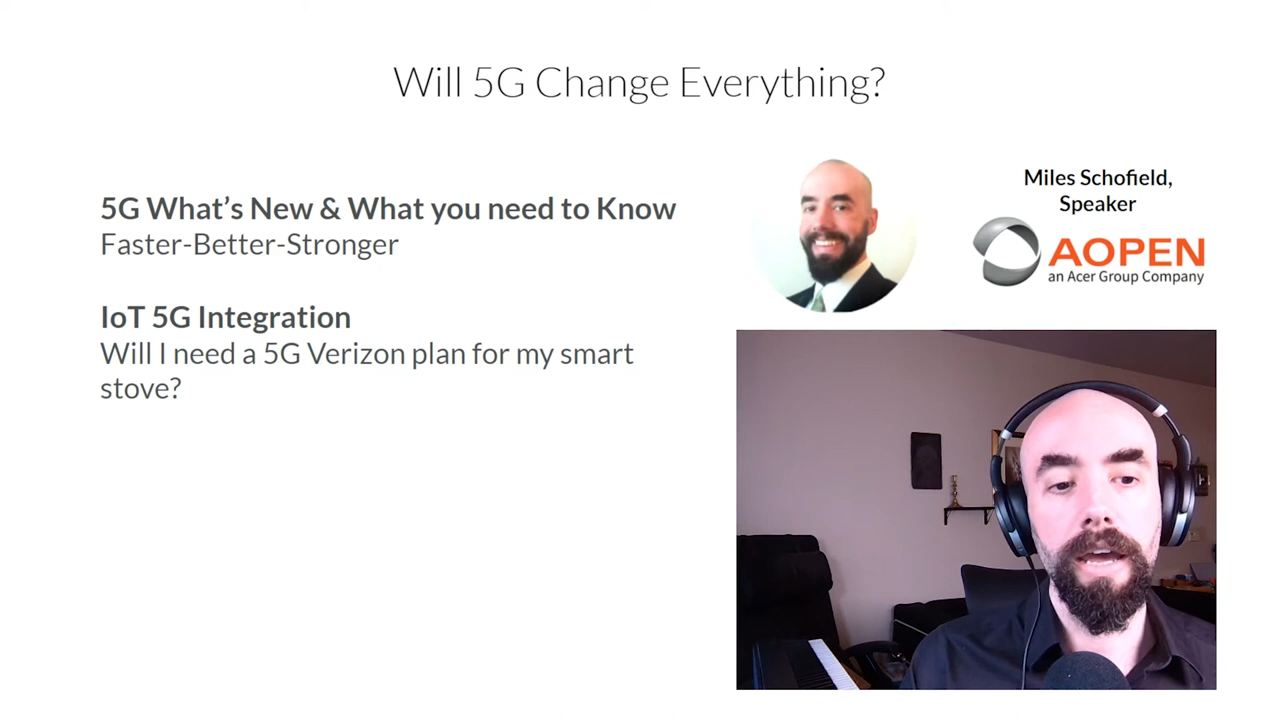 Will 5G Change Everything?
5G What’s New & What you need to Know
Faster-Better-Stronger
IoT 5G Integration
Will I need a 5G Verizon plan for my smart
stove?
Miles Schofield,
Speaker
AOPEN
an Acer Group Company